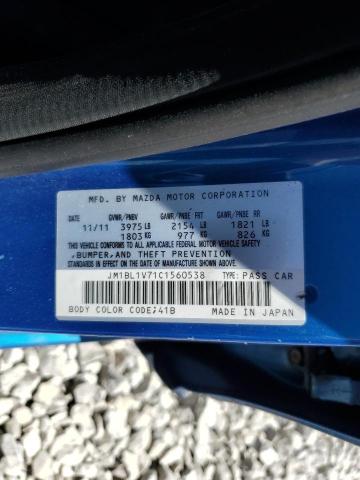 MFD. BY MAZDA MOTOR CORPORATION
DATE GVWR/PNBV GAWR/PNBE FRT GAWR/PNBE RR
11/11 3975 LB 2154 LB 1821 LB
1803 KG 977 KG 826 KG
THIS VEHICLE CONFORMS TO ALL APPLICABLE FEDERAL MOTOR VEHICLE SAFETY
, BUMPER, AND THEFT PREVENTION
STANDARDS IN EFFECT ON THE DATE OF MANUFACTURE SHOWN ABOVE.
JM1BL1V71C1560538 TYPE: PASS CAR
BODY COLOR CODE: 41B MADE IN JAPAN